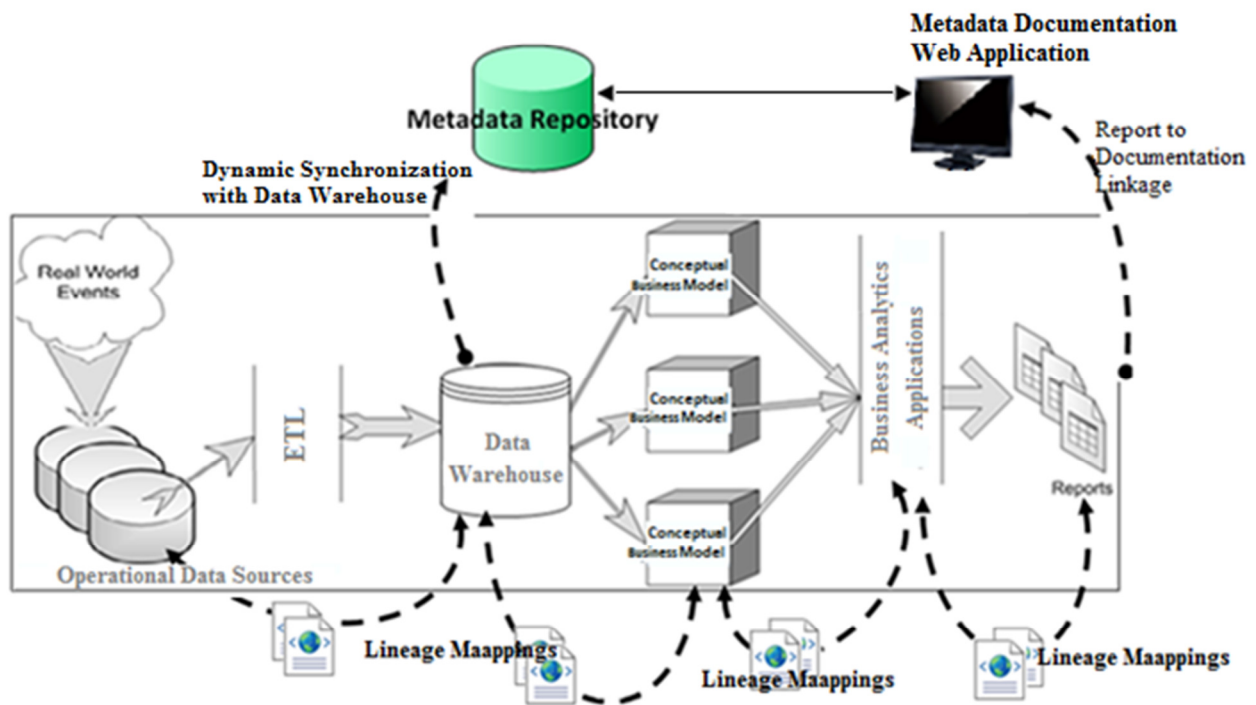 Metadata Documentation
Web Application
Metadata Repository
Report to
Documentation
Linkage
Dynamic Synchronization
with Data Warehouse
Real World
Events
Conceptual
Business Model
Conceptual
Business Model
Conceptual
Business Model
ETL
Data
Warehouse
Business Analytics
Applications
Reports
Operational Data Sources
Lineage Maappings
Lineage Maappings
Lineage Maappings